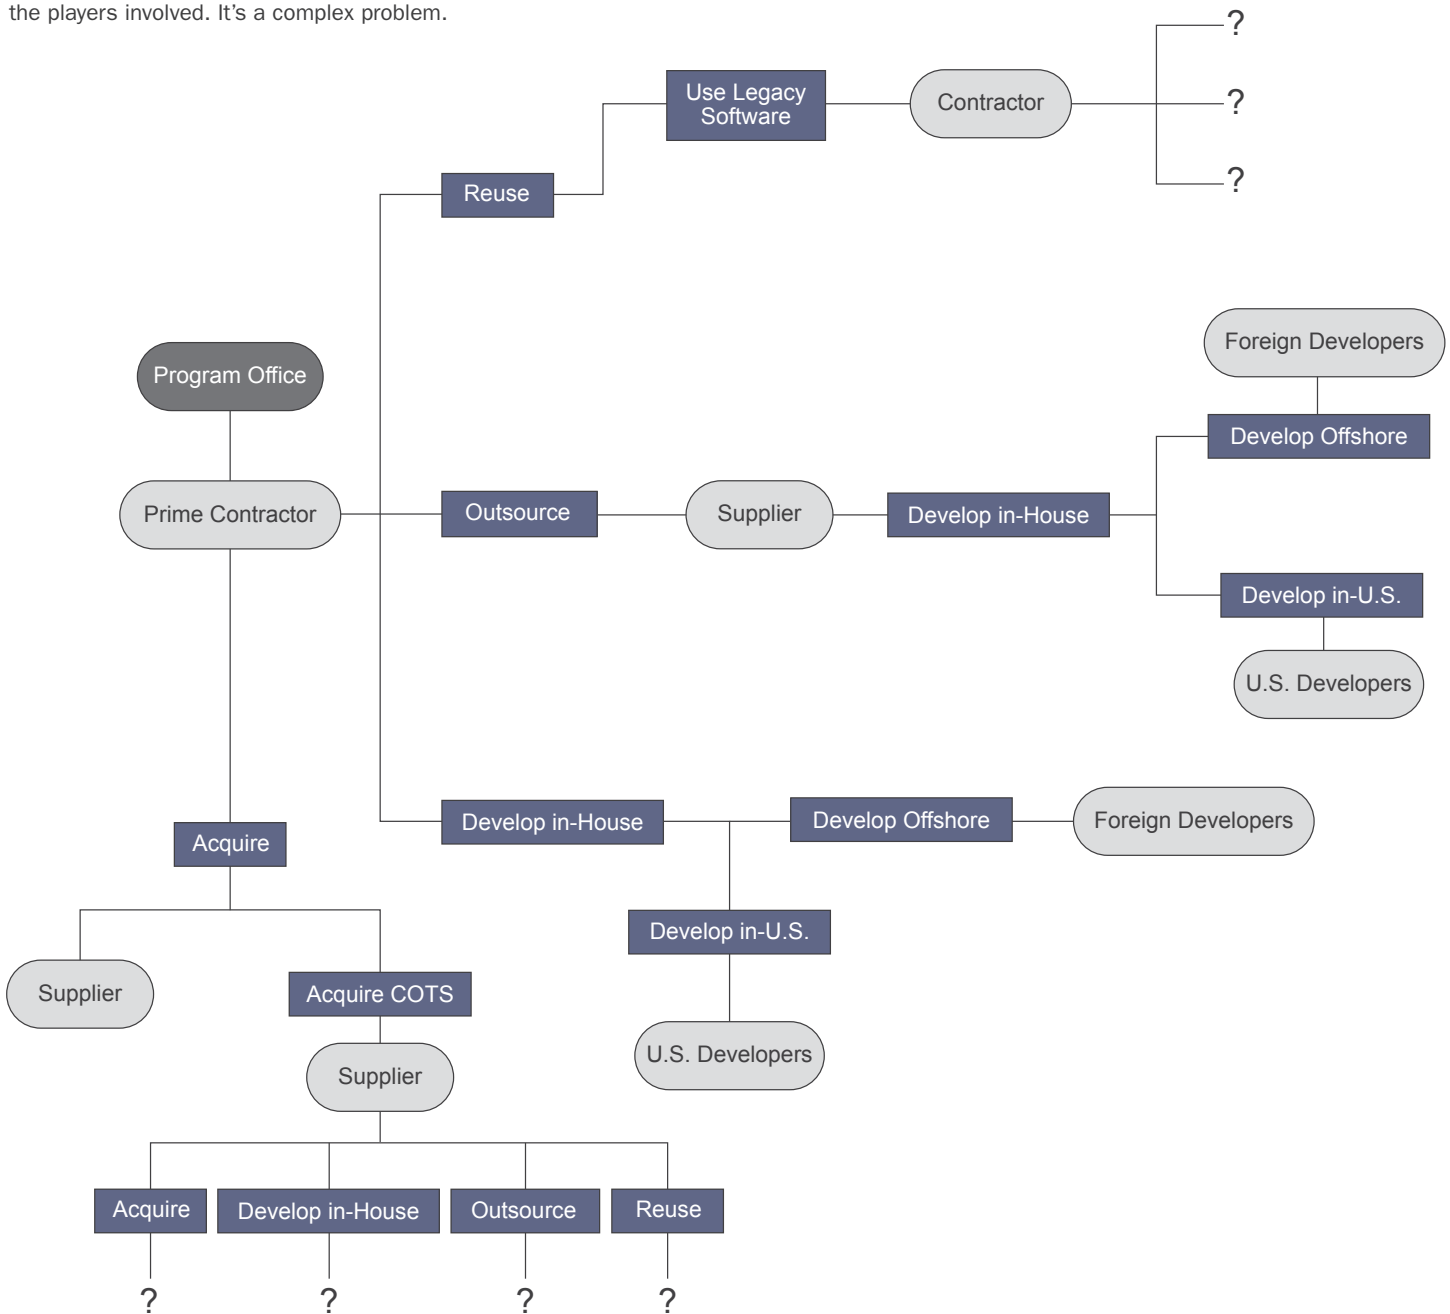 the players involved. It’s a complex problem.
?
Use Legacy
Software
Contractor
?
?
Reuse
Foreign Developers
Program Office
Develop Offshore
Prime Contractor
Outsource
Supplier
Develop in-House
Develop in-U.S.
U.S. Developers
Develop in-House
Develop Offshore
Foreign Developers
Acquire
Develop in-U.S.
Supplier
Acquire COTS
U.S. Developers
Supplier
Acquire
Develop in-House
Outsource
Reuse
?
?
?
?